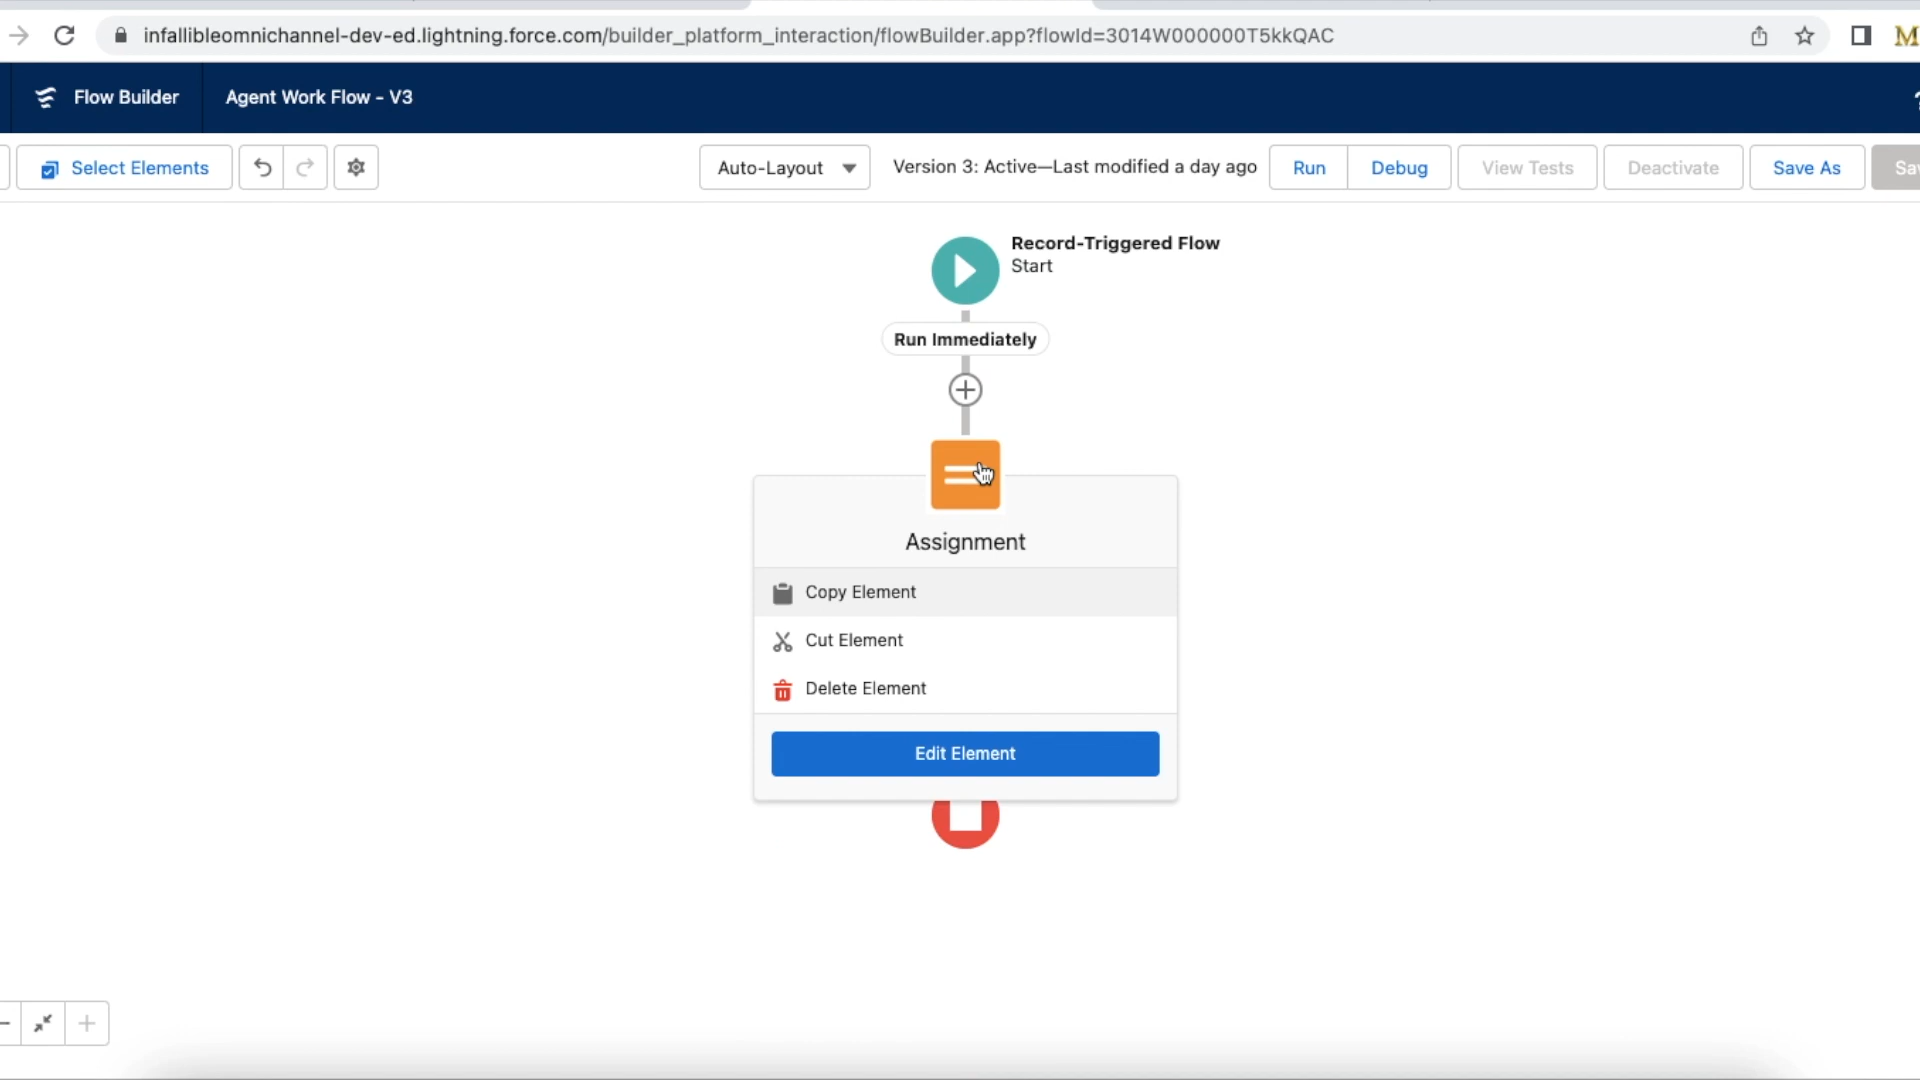 infallibleomnichannel-dev-ed.lightning.force.com/builder_platform_interaction/flowBuilder.app?flowId=3014W000000T5kkQAC
M
Flow Builder
Agent Work Flow - V3
?
Select Elements
Auto-Layout
Version 3: Active—Last modified a day ago
Run
Debug
View Tests
Deactivate
Save As
Sa
Record-Triggered Flow
Start
Run Immediately
Assignment
Copy Element
Cut Element
Delete Element
Edit Element